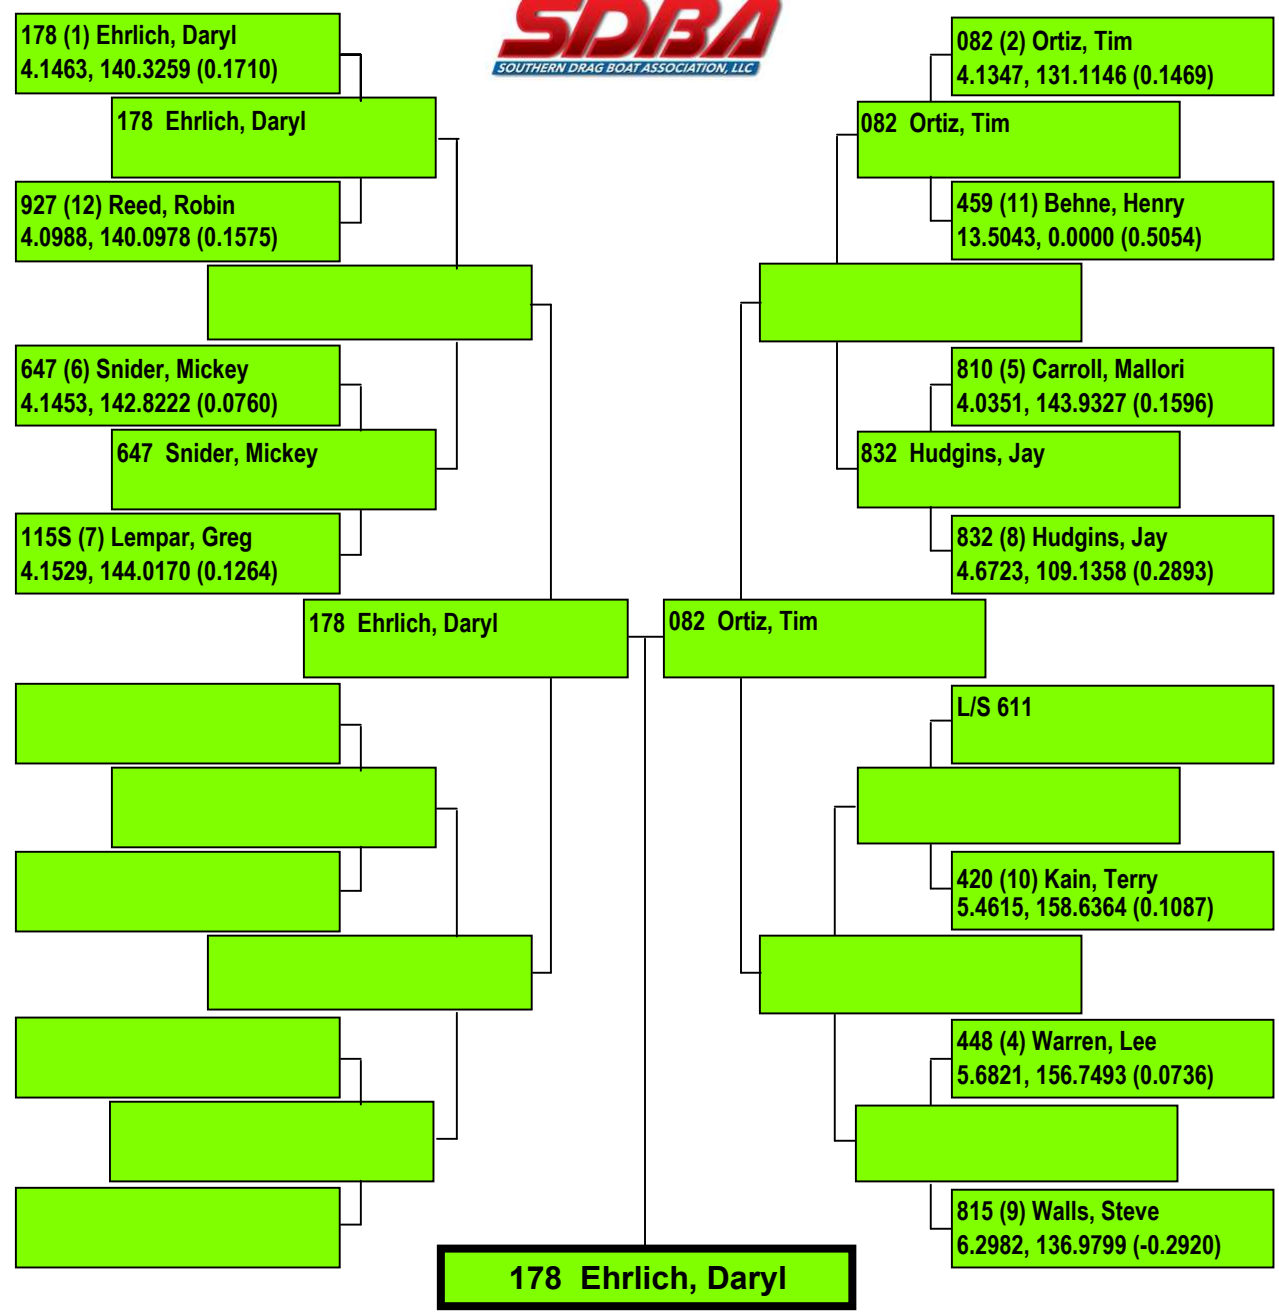 SDBA
SOUTHERN DRAG BOAT ASSOCIATION, LLC
178 (1) Ehrlich, Daryl
4.1463, 140.3259 (0.1710)
178 Ehrlich, Daryl
927 (12) Reed, Robin
4.0988, 140.0978 (0.1575)
647 (6) Snider, Mickey
4.1453, 142.8222 (0.0760)
647 Snider, Mickey
115S (7) Lempar, Greg
4.1529, 144.0170 (0.1264)
178 Ehrlich, Daryl
082 (2) Ortiz, Tim
4.1347, 131.1146 (0.1469)
082 Ortiz, Tim
459 (11) Behne, Henry
13.5043, 0.0000 (0.5054)
810 (5) Carroll, Mallori
4.0351, 143.9327 (0.1596)
832 Hudgins, Jay
832 (8) Hudgins, Jay
4.6723, 109.1358 (0.2893)
082 Ortiz, Tim
L/S 611
420 (10) Kain, Terry
5.4615, 158.6364 (0.1087)
448 (4) Warren, Lee
5.6821, 156.7493 (0.0736)
815 (9) Walls, Steve
6.2982, 136.9799 (-0.2920)
178 Ehrlich, Daryl